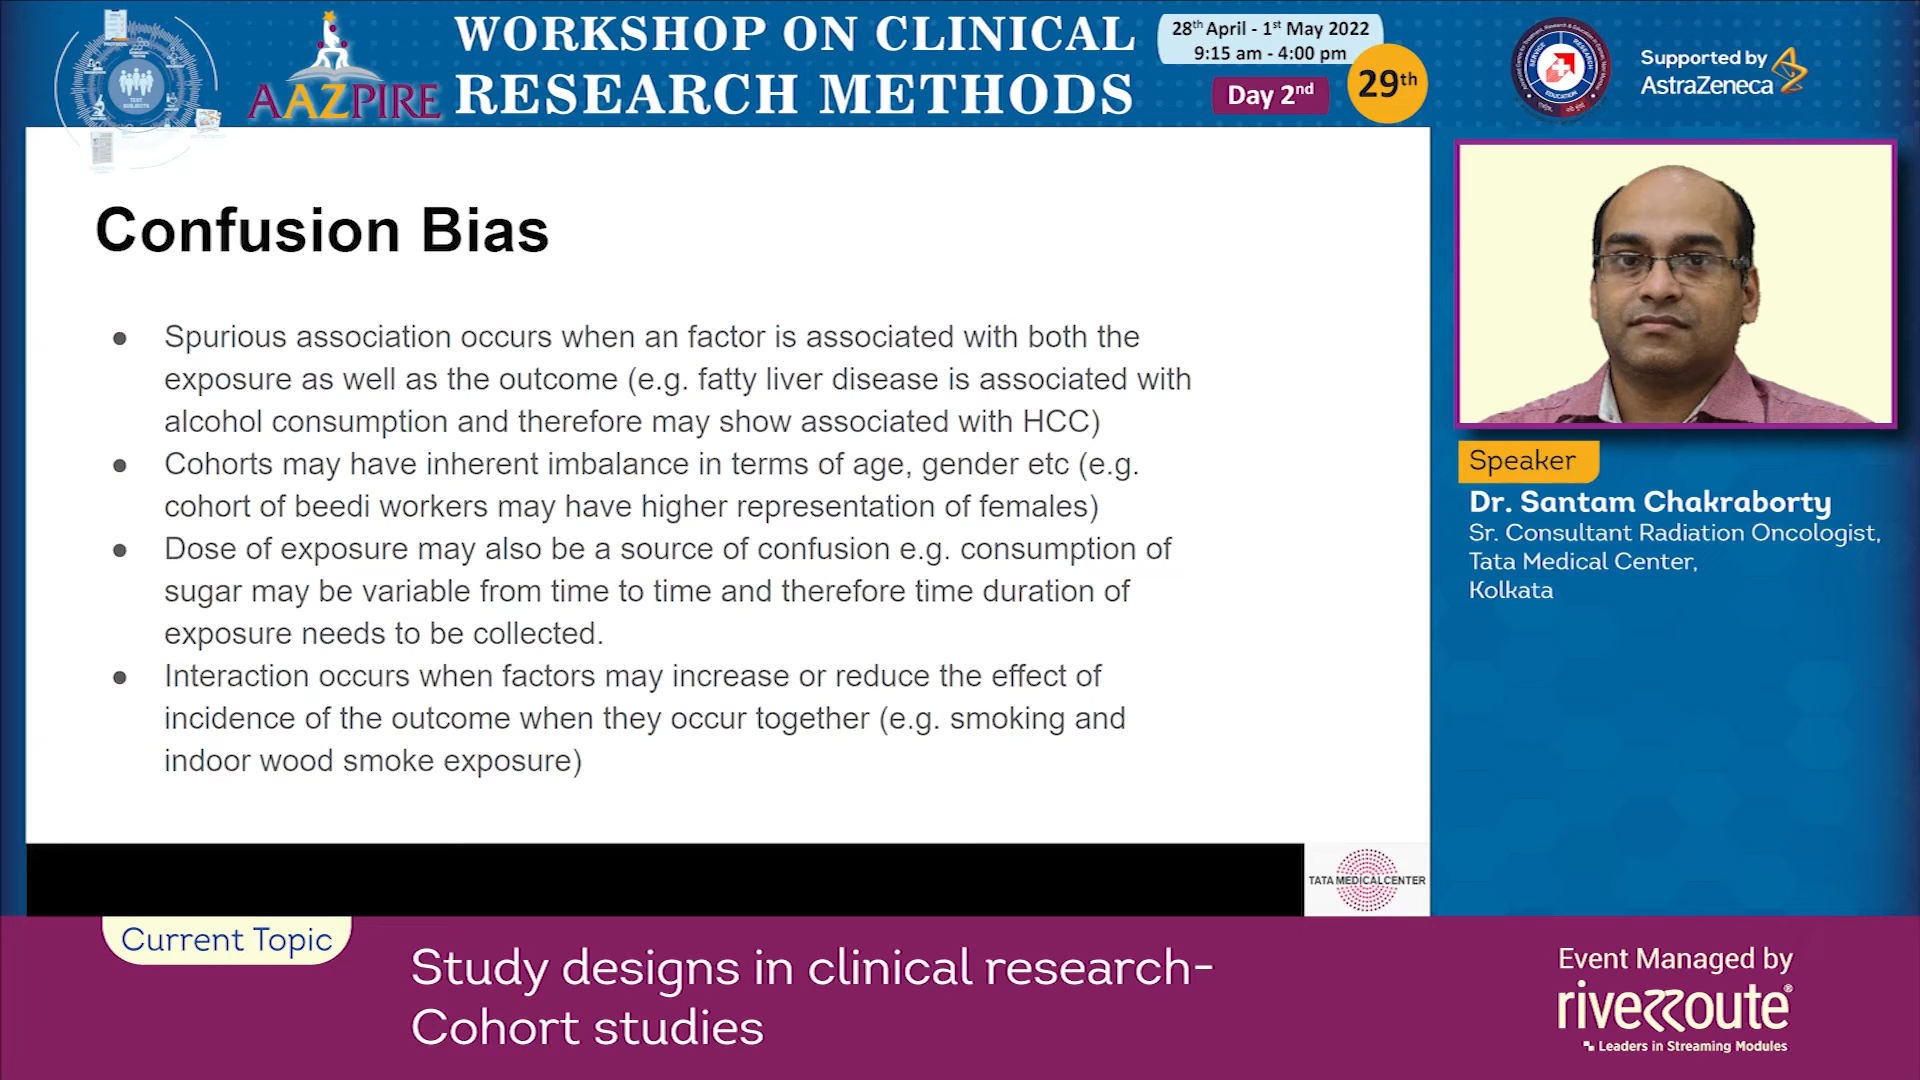 AAZPIRE
WORKSHOP ON CLINICAL
RESEARCH METHODS
28th April - 1st May 2022
9:15 am - 4:00 pm
Day 2nd
29th
Supported by
AstraZeneca
Confusion Bias
● Spurious association occurs when an factor is associated with both the
exposure as well as the outcome (e.g. fatty liver disease is associated with
alcohol consumption and therefore may show associated with HCC)
● Cohorts may have inherent imbalance in terms of age, gender etc (e.g.
cohort of beedi workers may have higher representation of females)
● Dose of exposure may also be a source of confusion e.g. consumption of
sugar may be variable from time to time and therefore time duration of
exposure needs to be collected.
● Interaction occurs when factors may increase or reduce the effect of
incidence of the outcome when they occur together (e.g. smoking and
indoor wood smoke exposure)
TATA MEDICAL CENTER
Speaker
Dr. Santam Chakraborty
Sr. Consultant Radiation Oncologist,
Tata Medical Center,
Kolkata
Current Topic
Study designs in clinical research-
Cohort studies
Event Managed by
riverroute®
Leaders in Streaming Modules